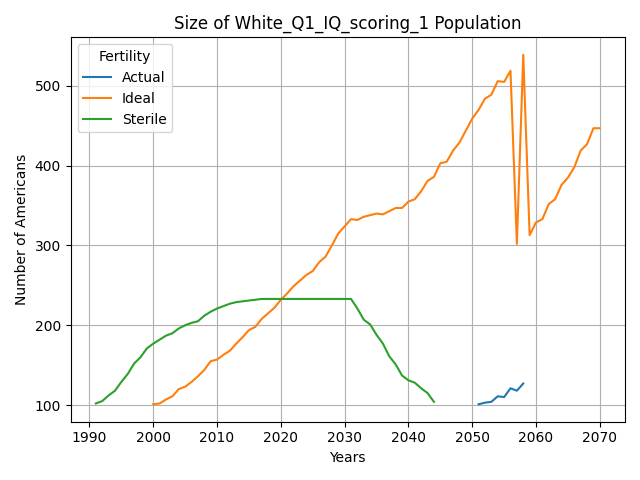 Size of White_Q1_IQ_scoring_1 Population
Fertility
Actual
Ideal
Sterile
Number of Americans
500
400
300
200
100
1990 2000 2010 2020 2030 2040 2050 2060 2070
Years